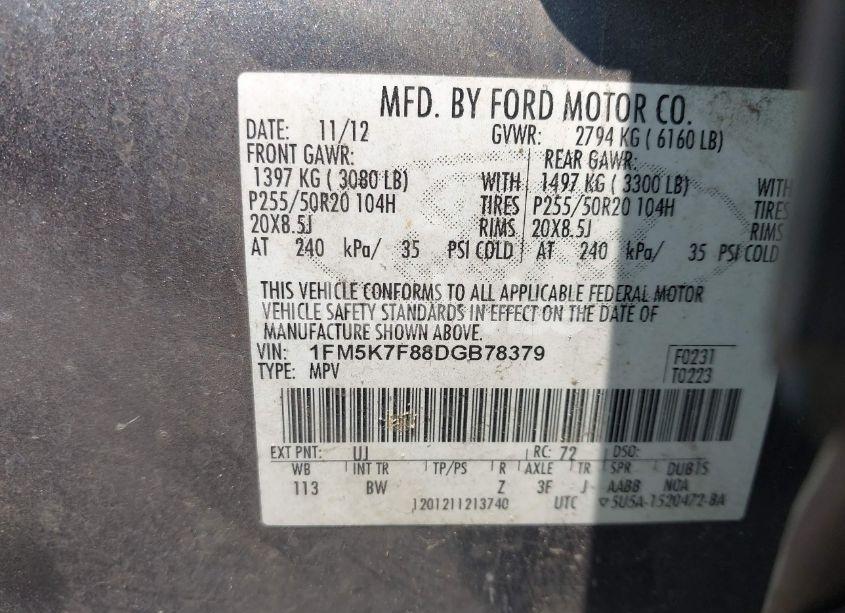 MFD. BY FORD MOTOR CO.
DATE: 11/12 GVWR: 2794 KG ( 6160 LB)
FRONT GAWR: REAR GAWR:
1397 KG ( 3080 LB) WITH 1497 KG ( 3300 LB) WITH
P255/50R20 104H TIRES P255/50R20 104H TIRES
20X8.5J RIMS 20X8.5J RIMS
AT 240 kPa/ 35 PSI COLD AT 240 kPa/ 35 PSI COLD
THIS VEHICLE CONFORMS TO ALL APPLICABLE FEDERAL MOTOR
VEHICLE SAFETY STANDARDS IN EFFECT ON THE DATE OF
MANUFACTURE SHOWN ABOVE.
VIN: 1FM5K7F88DGB78379 F0231
TYPE: MPV T0223
EXT PNT: UJ RC: 72 DSO:
WB INT TR TP/PS R AXLE TR SPR
113 BW Z 3F J AABB
1201211213740 UTC